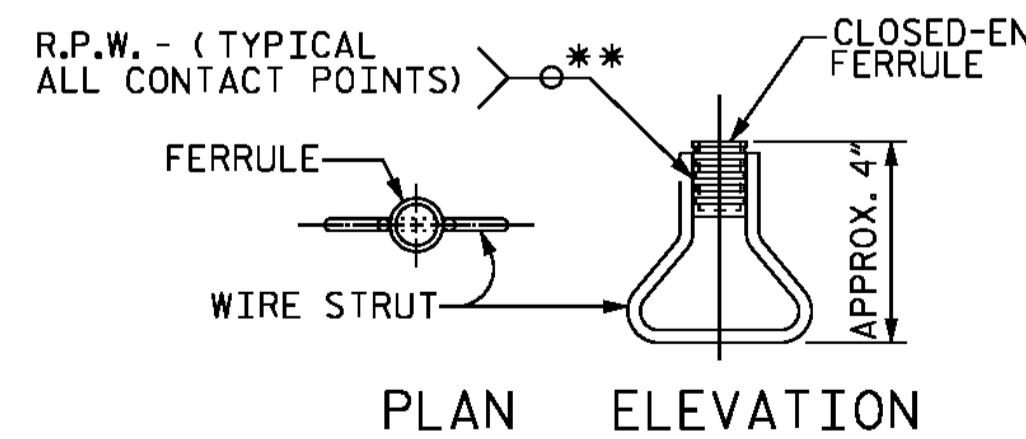 R.P.W. - (TYPICAL
ALL CONTACT POINTS)
**
CLOSED-EN
FERRULE
FERRULE
APPROX. 4"
WIRE STRUT
PLAN
ELEVATION